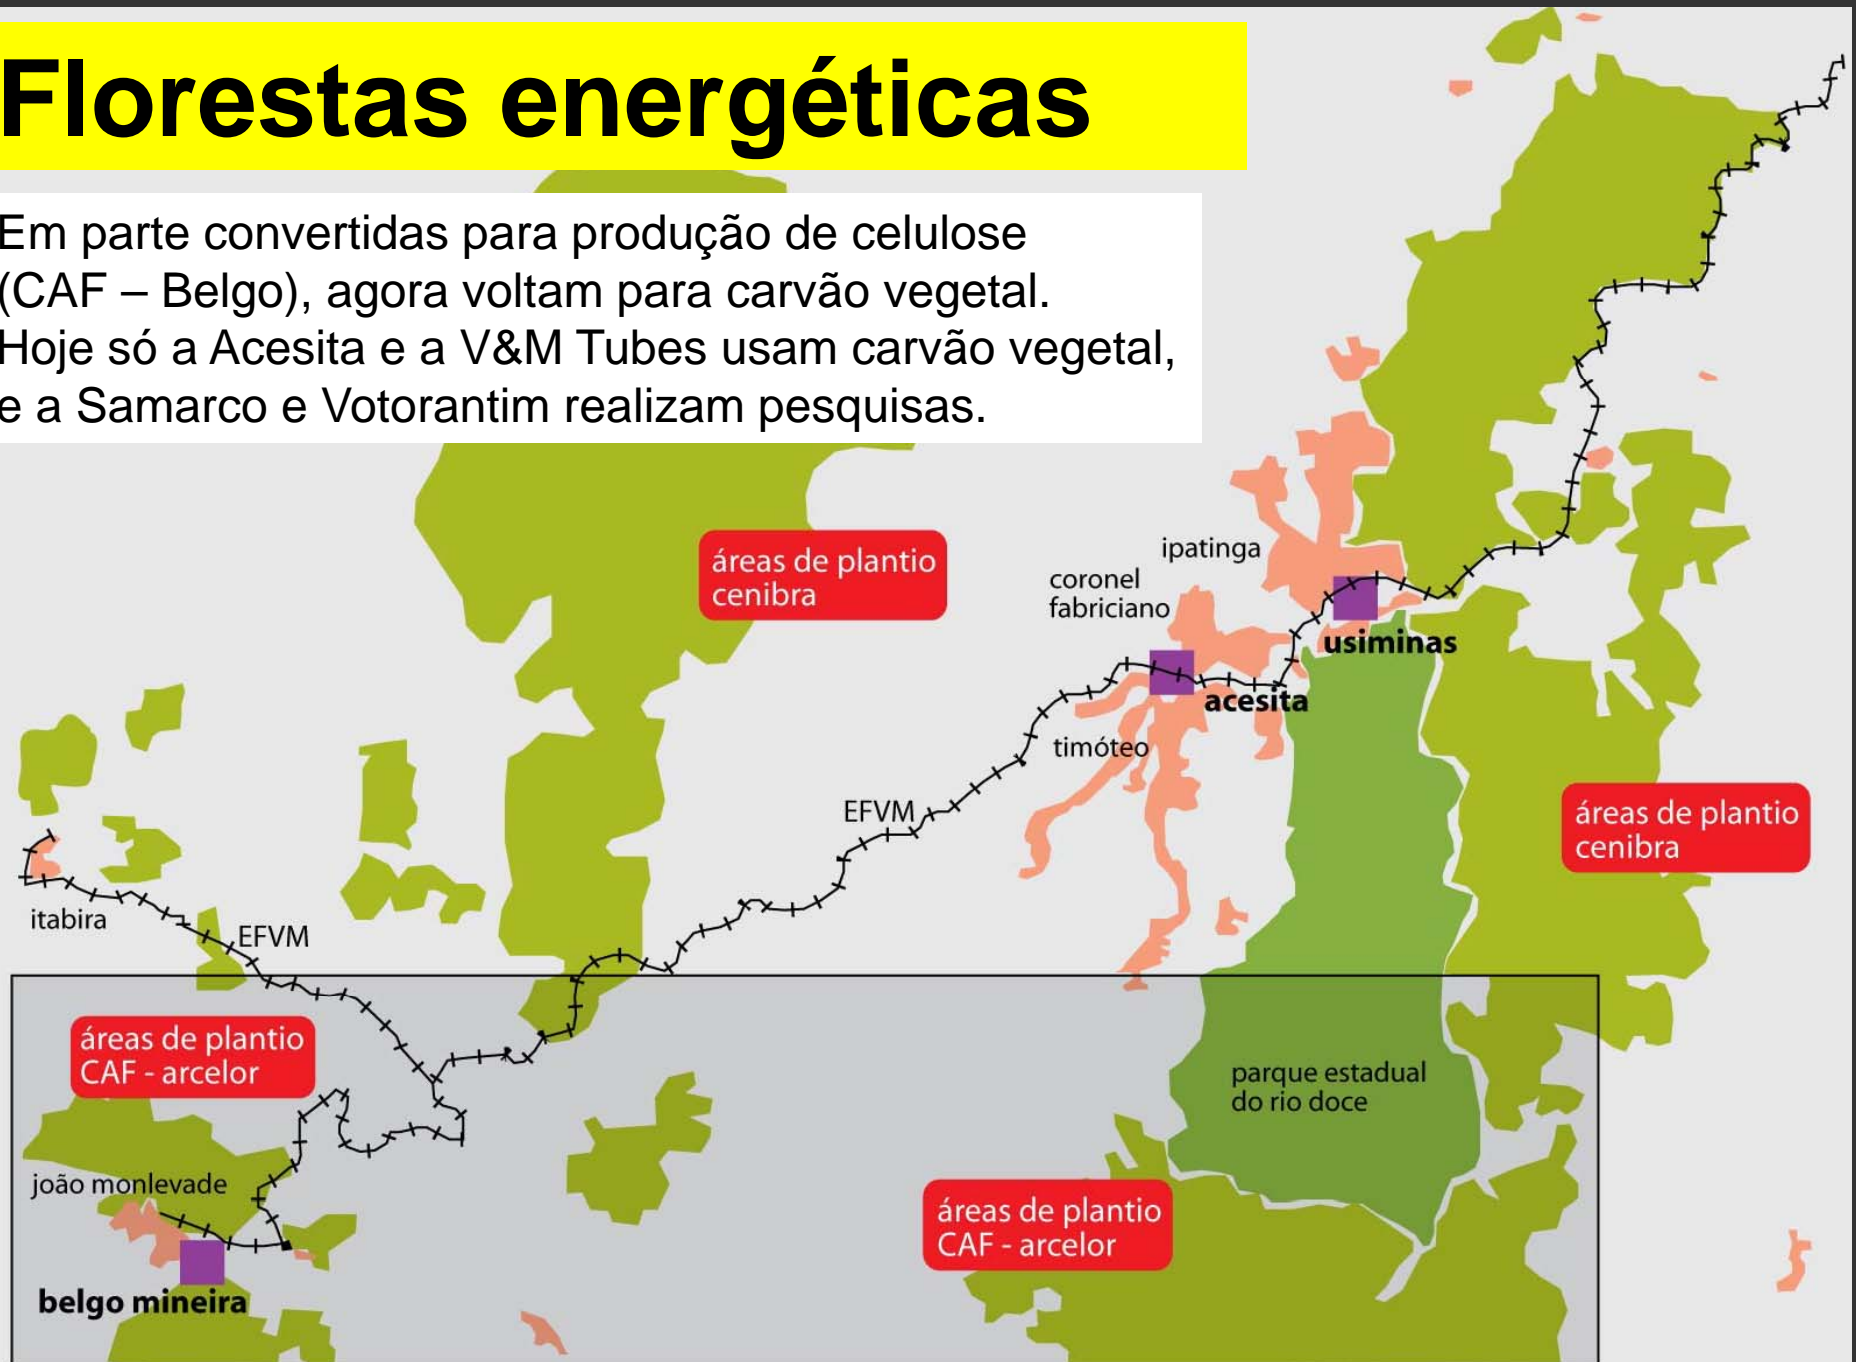 Florestas energéticas
Em parte convertidas para produção de celulose
(CAF – Belgo), agora voltam para carvão vegetal.
Hoje só a Acesita e a V&M Tubes usam carvão vegetal,
e a Samarco e Votorantim realizam pesquisas.
áreas de plantio
cenibra
ipatinga
coronel
fabriciano
usiminas
acesita
timóteo
EFVM
áreas de plantio
cenibra
itabira
EFVM
áreas de plantio
CAF - arcelor
parque estadual
do rio doce
joão monlevade
áreas de plantio
CAF - arcelor
belgo mineira